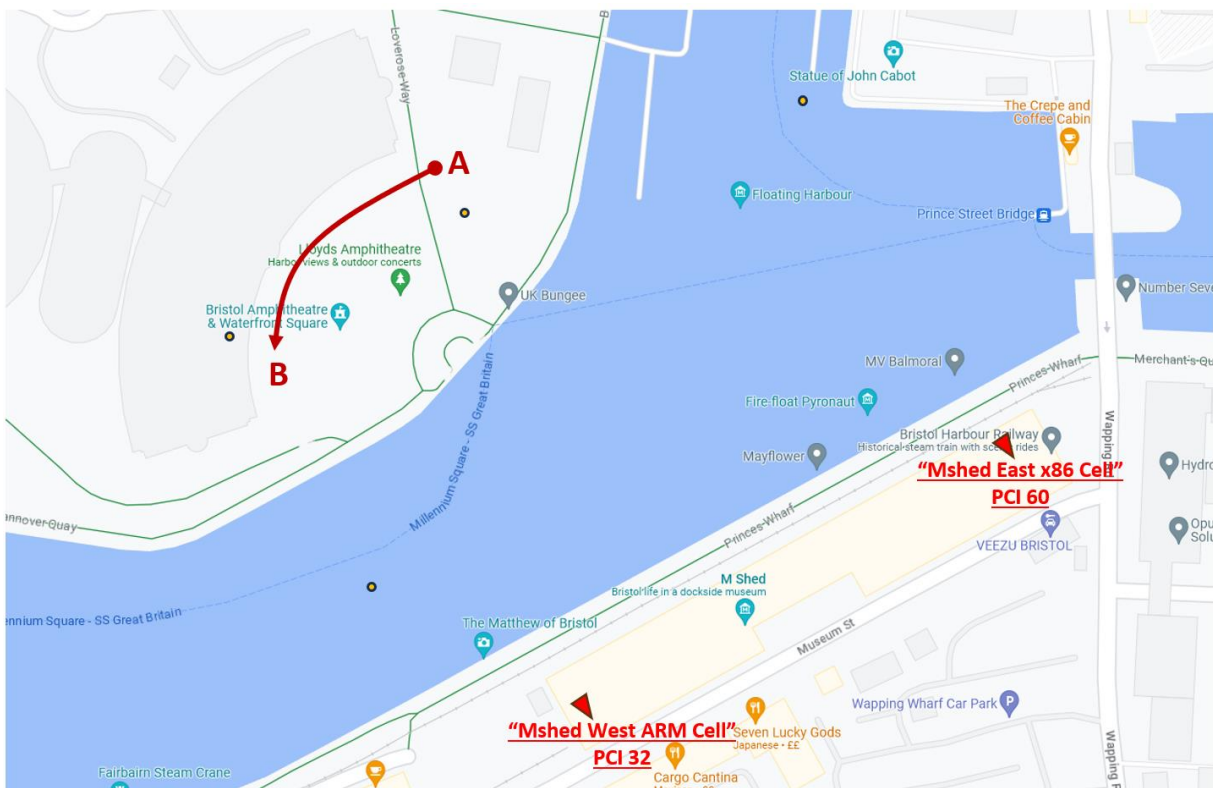 Loverose Way
B
Statue of John Cabot
The Crepe and
Coffee Cabin
A
Floating Harbour
Prince Street Bridge
Lloyds Amphitheatre
Harbour views & outdoor concerts
UK Bungee
Number Seve
Bristol Amphitheatre
& Waterfront Square
B
MV Balmoral
Princes Wharf
Merchant's Qu
Fire-float Pyronaut
Millennium Square - SS Great Britain
Wapping
Bristol Harbour Railway
Historical steam train with scenic rides
Mayflower
"Mshed East x86 Cell"
PCI 60
Hydro
annover Quay
Princes Wharf
VEEZU BRISTOL
Opu
Solu
M Shed
Bristol life in a dockside museum
ennium Square - SS Great Britain
The Matthew of Bristol
Museum St
Wapping Wharf Car Park
P
"Mshed West ARM Cell"
PCI 32
Seven Lucky Gods
Japanese • ££
Wapping R
Fairbairn Steam Crane
Cargo Cantina